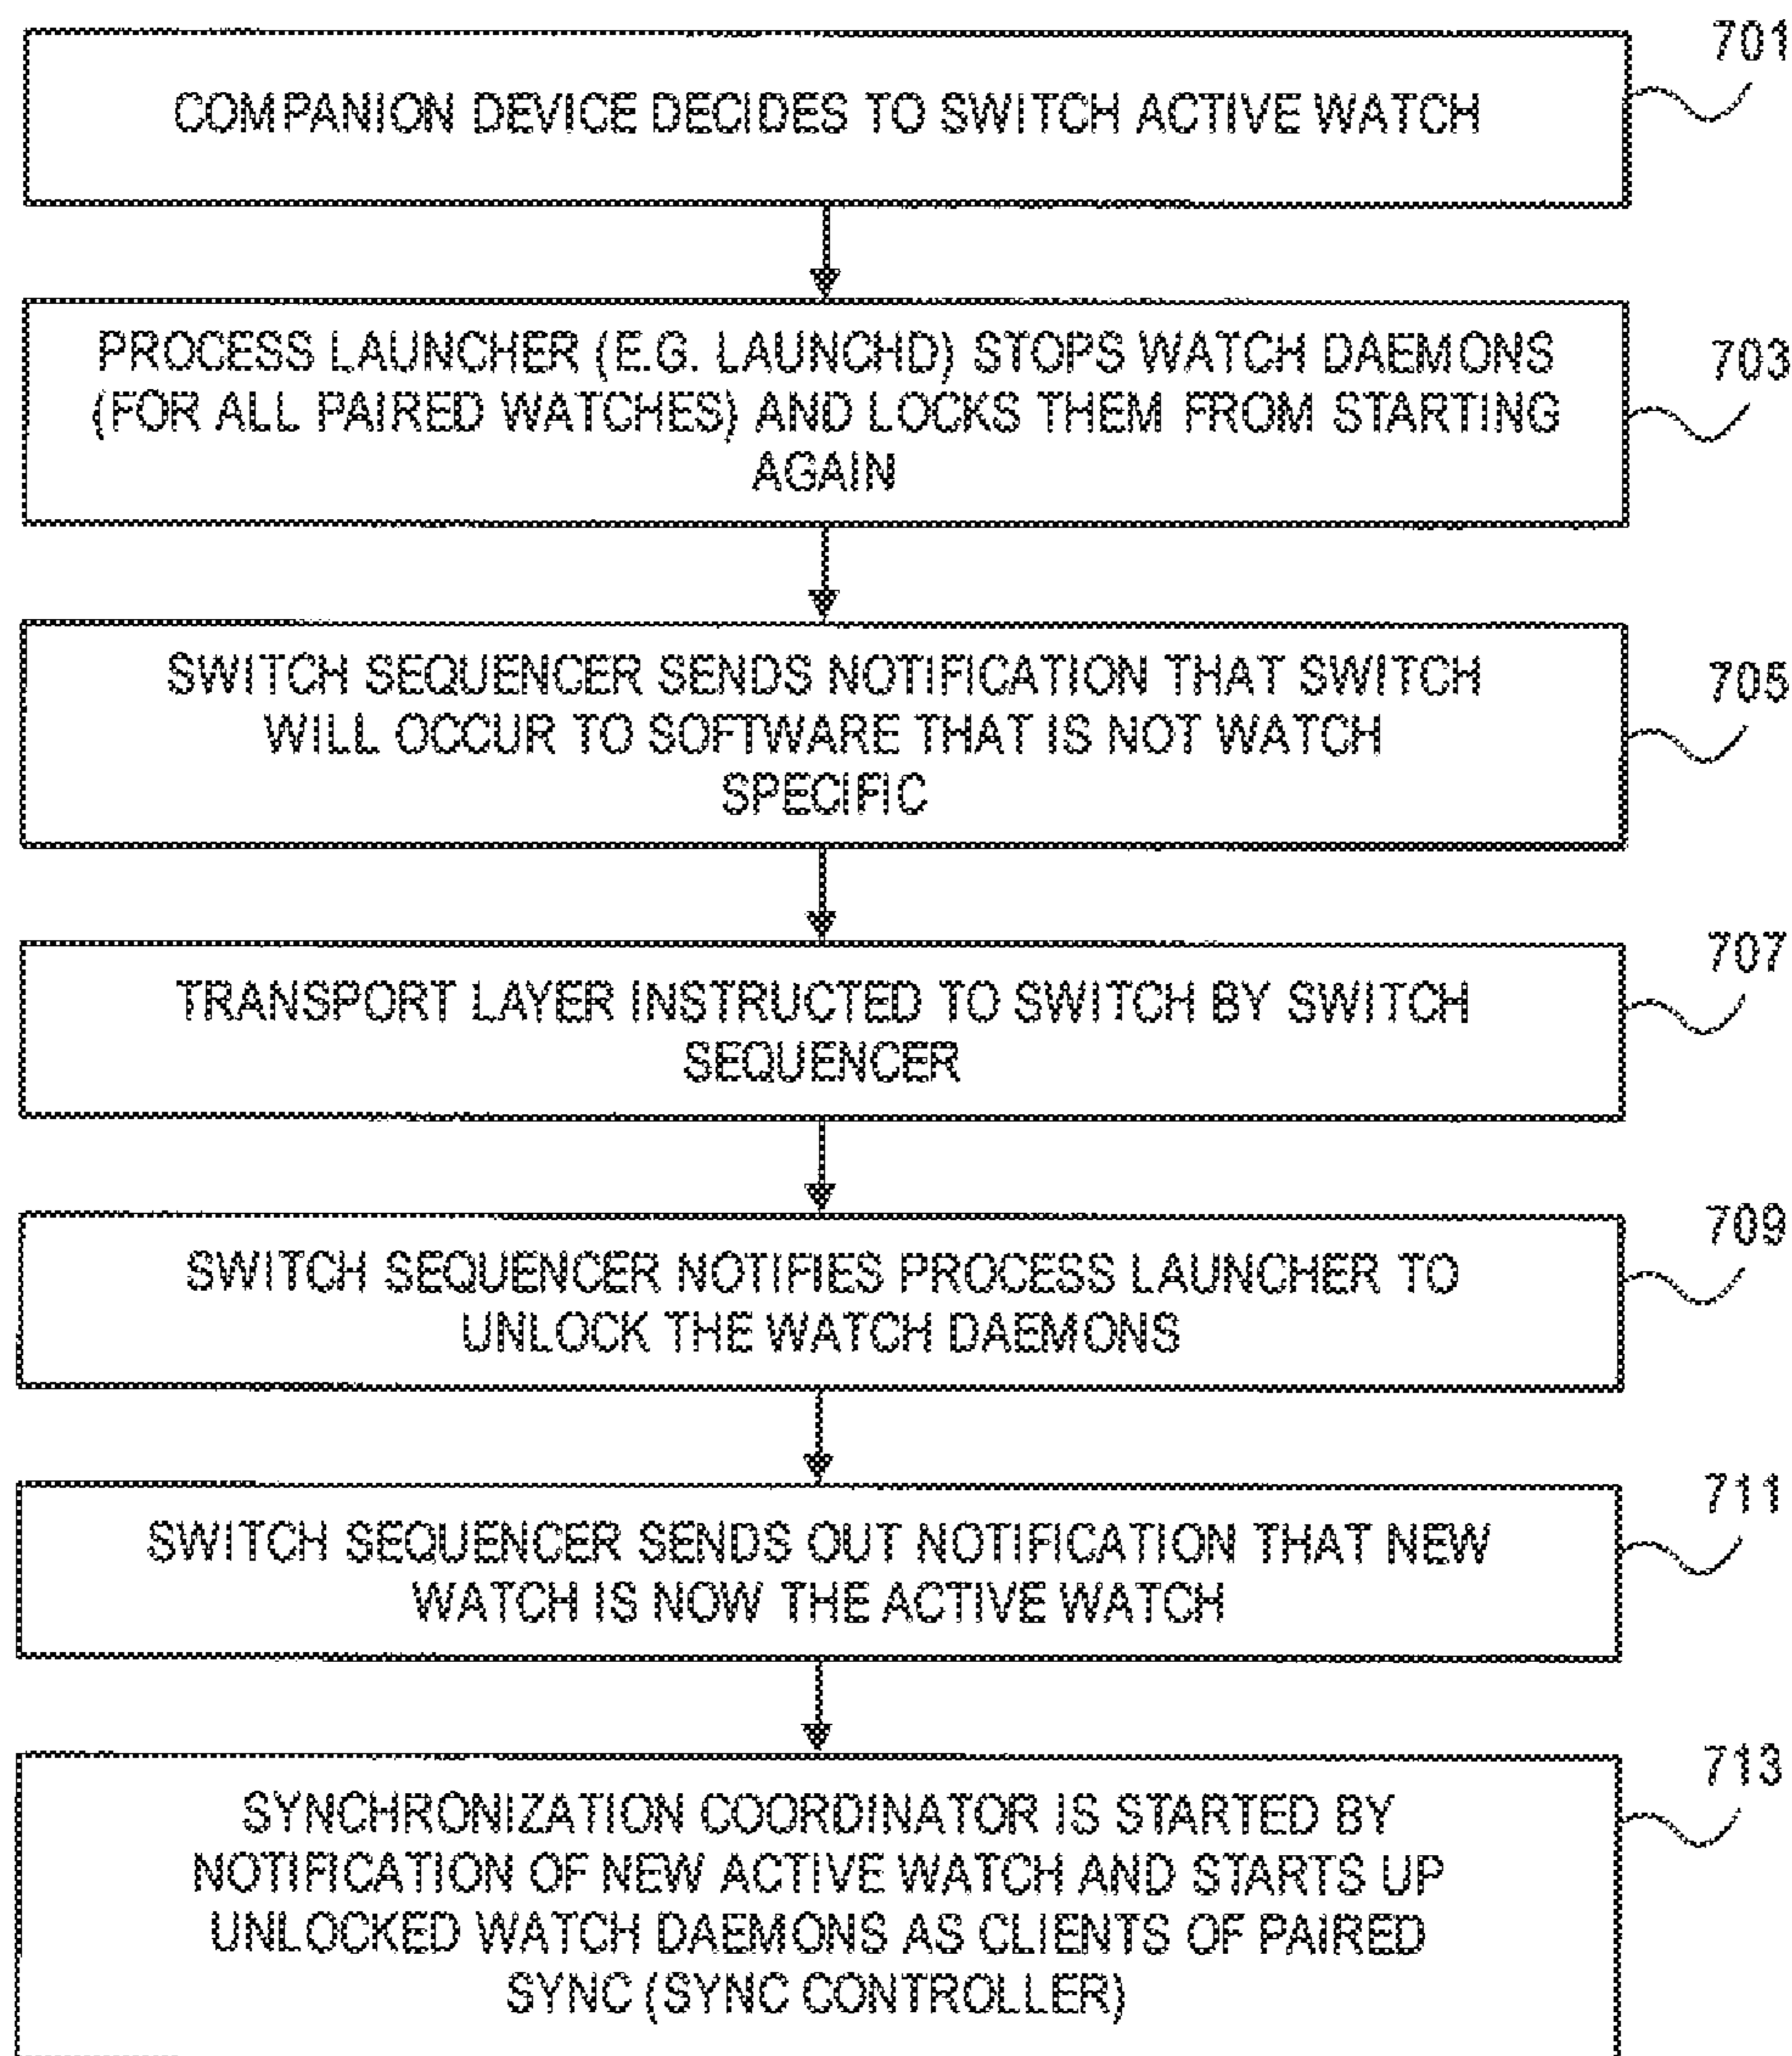 701
COMPANION DEVICE DECIDES TO SWITCH ACTIVE WATCH
703
PROCESS LAUNCHER (E.G. LAUNCHD) STOPS WATCH DAEMONS
(FOR ALL PAIRED WATCHES) AND LOCKS THEM FROM STARTING
AGAIN
705
SWITCH SEQUENCER SENDS NOTIFICATION THAT SWITCH
WILL OCCUR TO SOFTWARE THAT IS NOT WATCH
SPECIFIC
707
TRANSPORT LAYER INSTRUCTED TO SWITCH BY SWITCH
SEQUENCER
709
SWITCH SEQUENCER NOTIFIES PROCESS LAUNCHER TO
UNLOCK THE WATCH DAEMONS
711
SWITCH SEQUENCER SENDS OUT NOTIFICATION THAT NEW
WATCH IS NOW THE ACTIVE WATCH
713
SYNCHRONIZATION COORDINATOR IS STARTED BY
NOTIFICATION OF NEW ACTIVE WATCH AND STARTS UP
UNLOCKED WATCH DAEMONS AS CLIENTS OF PAIRED
SYNC (SYNC CONTROLLER)